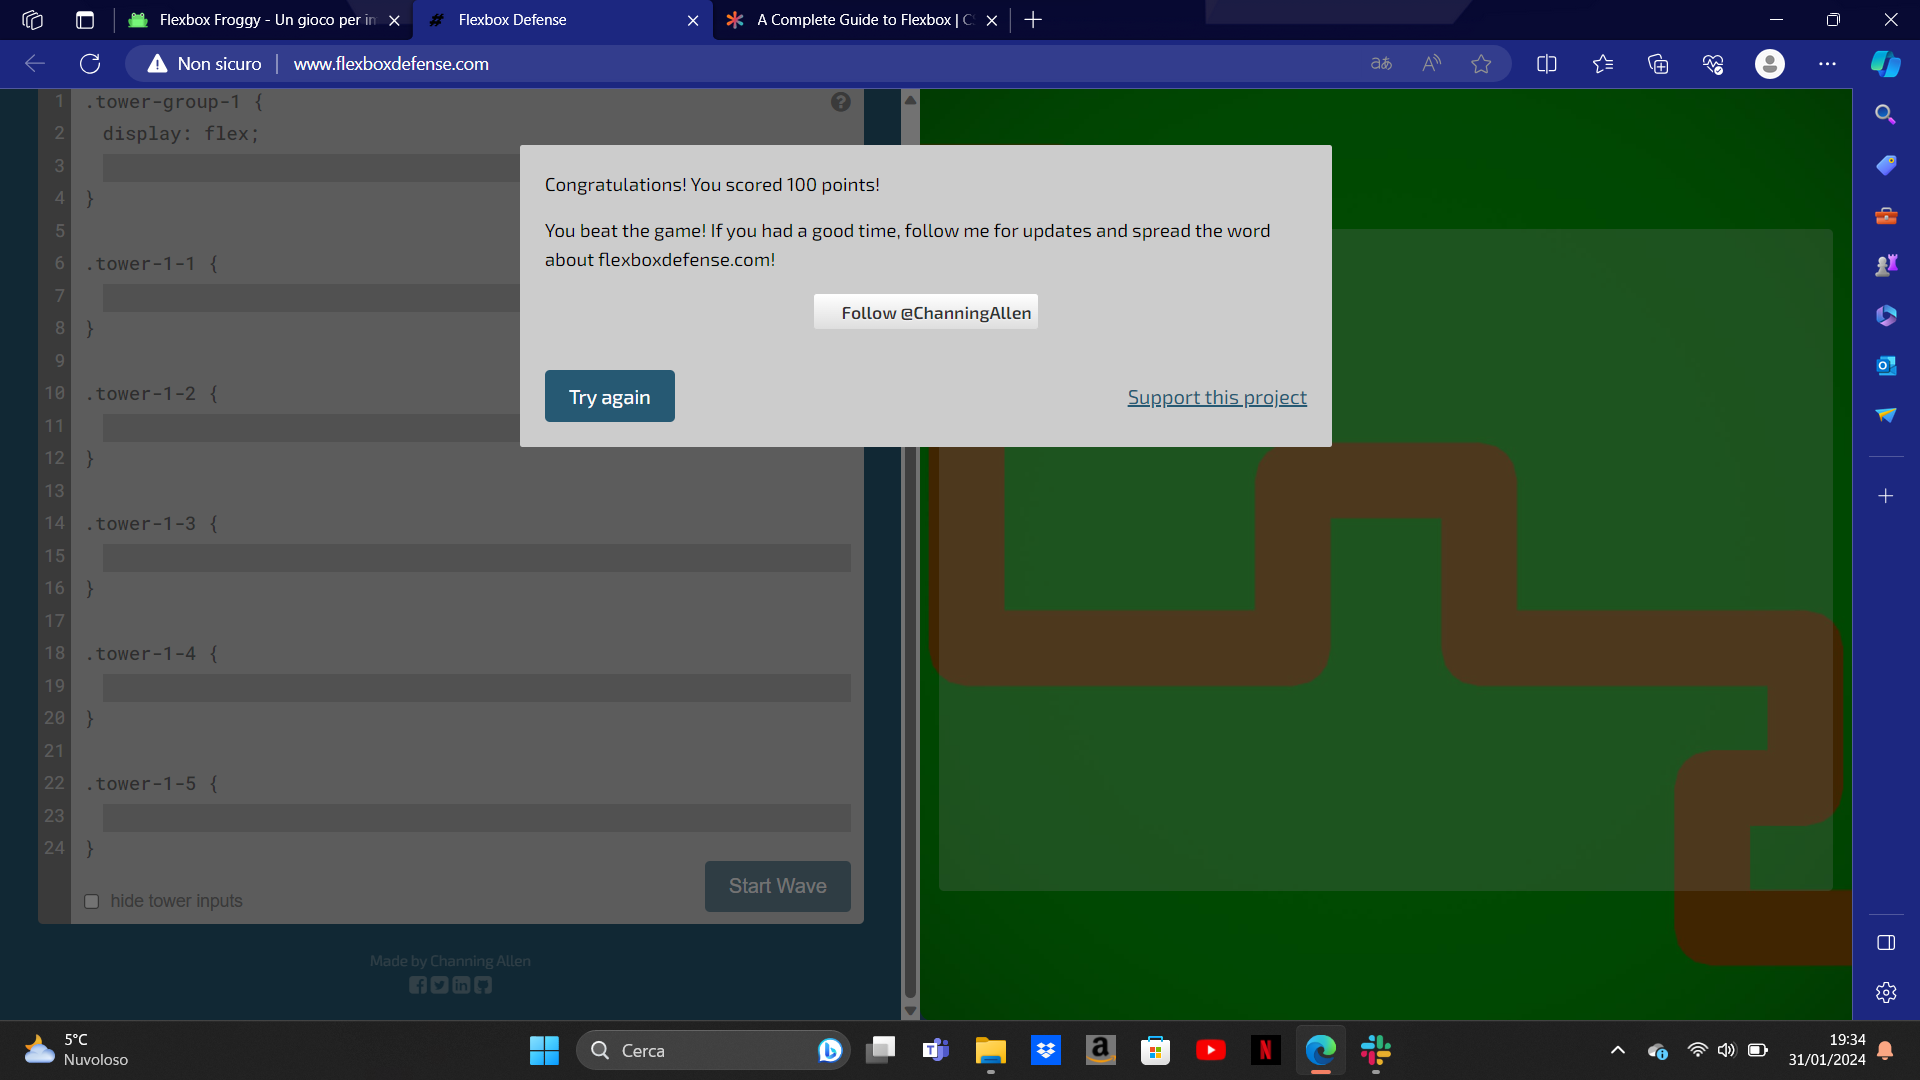 Flexbox Froggy - Un gioco per im
Flexbox Defense
A Complete Guide to Flexbox | CS
Non sicuro
www.flexboxdefense.com
1 .tower-group-1 {
2 display: flex;
3
4 }
5
6 .tower-1-1 {
7
8 }
9
10 .tower-1-2 {
11
12 }
13
14 .tower-1-3 {
15
16 }
17
18 .tower-1-4 {
19
20 }
21
22 .tower-1-5 {
23
24 }
hide tower inputs
Start Wave
Made by Channing Allen
Congratulations! You scored 100 points!
You beat the game! If you had a good time, follow me for updates and spread the word
about flexboxdefense.com!
Follow @ChanningAllen
Try again
Support this project
5°C
Nuvoloso
Cerca
19:34
31/01/2024